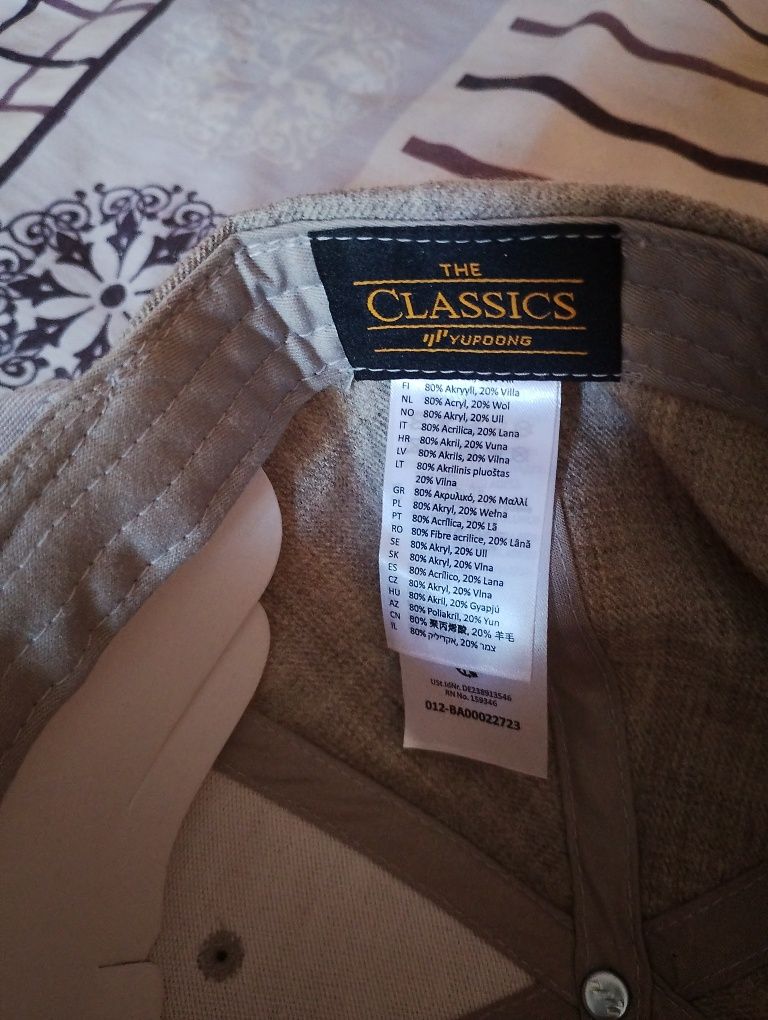 THE
CLASSICS
YUPOONG
FI 80% Akryyli, 20% Villa
NL 80% Acryl, 20% Wol
NO 80% Akryl, 20% Ull
IT 80% Acrilica, 20% Lana
HR 80% Akril, 20% Vuna
LV 80% Akrils, 20% Vilna
LT 80% Akrilinis pluoštas
20% Vilna
GR 80% Ακρυλικό, 20% Μαλλί
PL 80% Akryl, 20% Wełna
PT 80% Acrílica, 20% Lã
RO 80% Fibre acrilice, 20% Lână
SE 80% Akryl, 20% Ull
SK 80% Akryl, 20% Vlna
ES 80% Acrílico, 20% Lana
CZ 80% Akryl, 20% Vlna
HU 80% Akril, 20% Gyapjú
AZ 80% Poliakril, 20% Yun
CN 80% 聚丙烯酸, 20% 羊毛
IL 80% אקריליק, 20% צמר
USt.IdNr. DE238913546
RN No. 159346
012-BA00022723